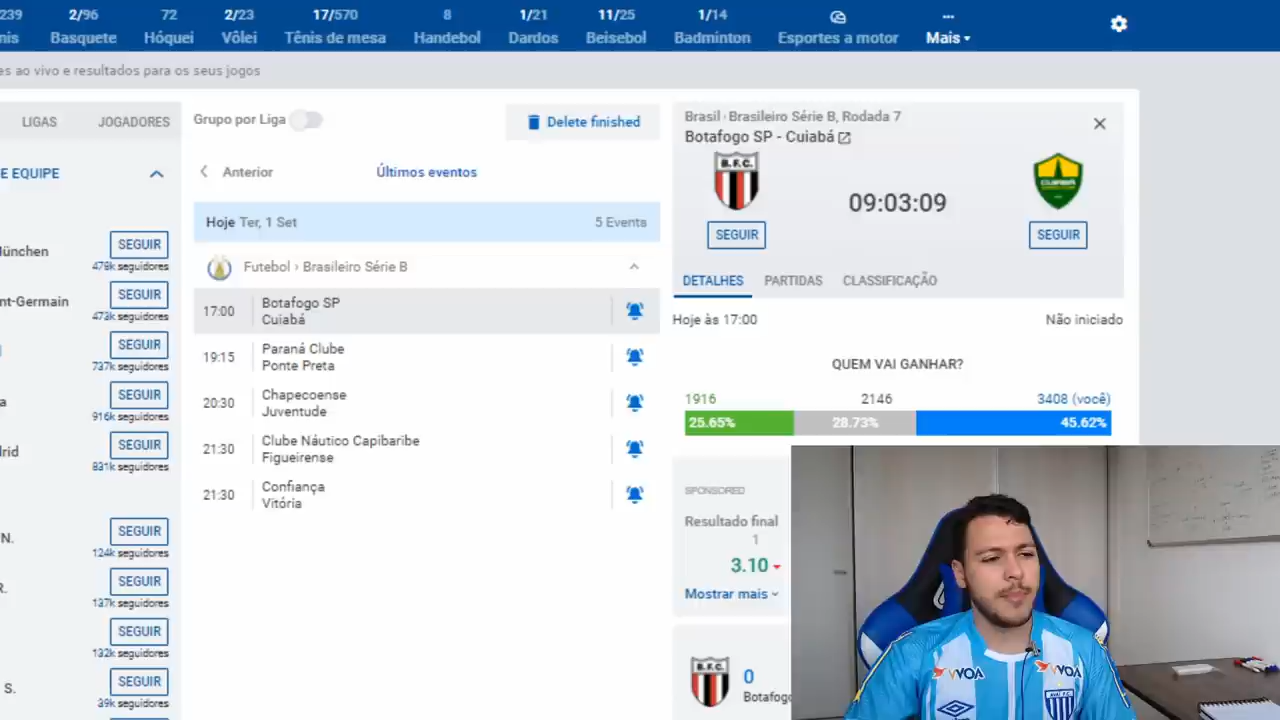 239 2/96 72 2/23 17/570 8 1/21 11/25 1/14 ...
nis Basquete Hóquei Vôlei Tênis de mesa Handebol Dardos Beisebol Badminton Esportes a motor Mais
es ao vivo e resultados para os seus jogos
LIGAS JOGADORES
E EQUIPE
München SEGUIR
478k seguidores
nt-Germain SEGUIR
473k seguidores
SEGUIR
737k seguidores
a SEGUIR
916k seguidores
drid SEGUIR
831k seguidores
N. SEGUIR
124k seguidores
R. SEGUIR
137k seguidores
SEGUIR
132k seguidores
S. SEGUIR
39k seguidores
Grupo por Liga Delete finished
Anterior Últimos eventos
Hoje Ter, 1 Set 5 Events
Futebol › Brasileiro Série B
17:00 Botafogo SP
Cuiabá
19:15 Paraná Clube
Ponte Preta
20:30 Chapecoense
Juventude
21:30 Clube Náutico Capibaribe
Figueirense
21:30 Confiança
Vitória
Brasil · Brasileiro Série B, Rodada 7
Botafogo SP - Cuiabá
B.F.C.
09:03:09
SEGUIR SEGUIR
DETALHES PARTIDAS CLASSIFICAÇÃO
Hoje às 17:00 Não iniciado
QUEM VAI GANHAR?
1916 2146 3408 (você)
25.65% 28.73% 45.62%
SPONSORED
Resultado final
1
3.10
Mostrar mais
B.F.C.
0
Botafogo
VVOA VVOA
AVAÍ F.C.